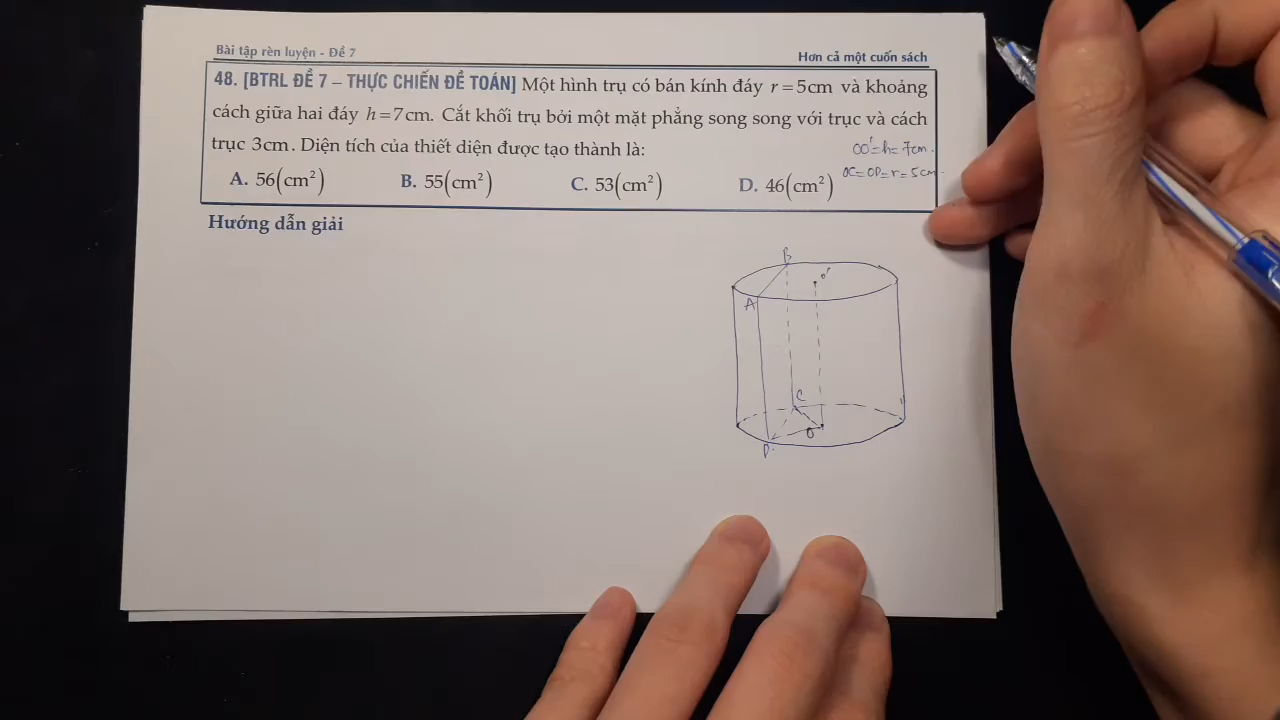 Bài tập rèn luyện - Đề 7
Hơn cả một cuốn sách
48. [BTRL ĐỀ 7 – THỰC CHIẾN ĐỀ TOÁN] Một hình trụ có bán kính đáy r = 5cm và khoảng
cách giữa hai đáy h = 7cm. Cắt khối trụ bởi một mặt phẳng song song với trục và cách
trục 3cm. Diện tích của thiết diện được tạo thành là:
OO' = h = 7cm.
OC = OD = r = 5cm.
A. 56(cm²) B. 55(cm²) C. 53(cm²) D. 46(cm²)
Hướng dẫn giải
B
O'
A
C
O
D